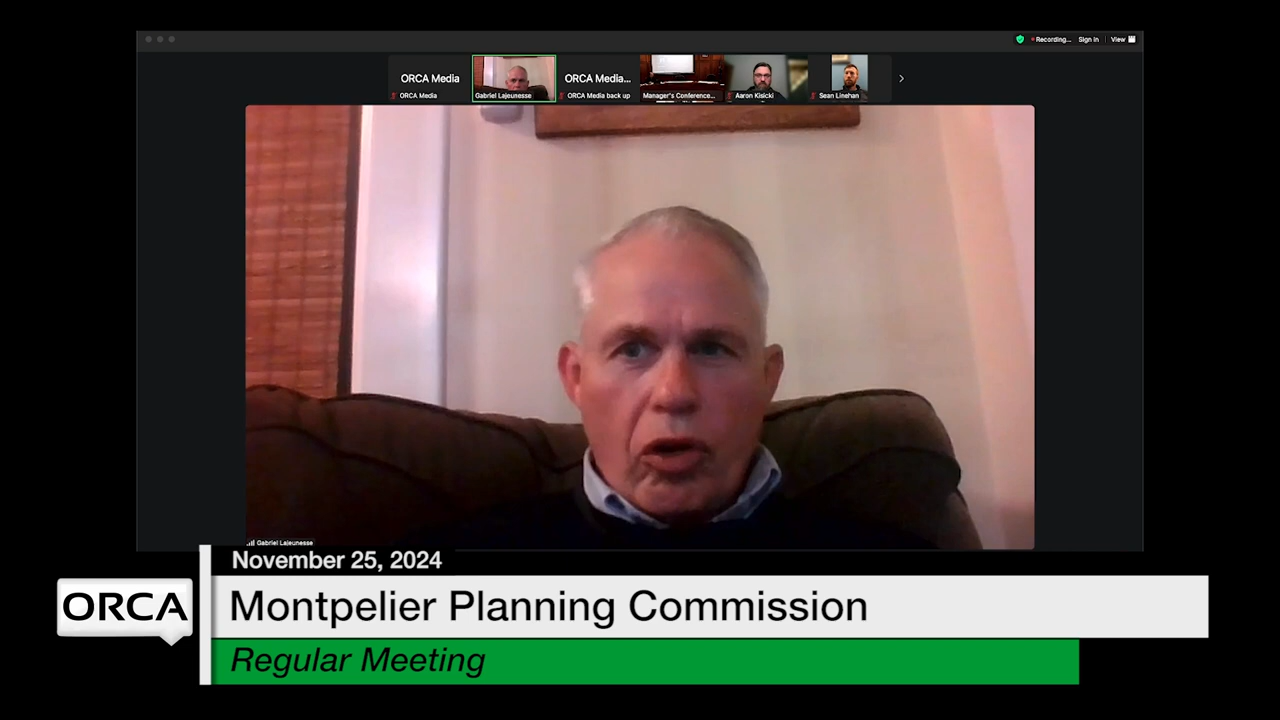 Recording... Sign In View
ORCA Media ORCA Media...
ORCA Media Gabriel Lajeunesse ORCA Media back up Manager's Conference... Aaron Kisicki Sean Linehan
Gabriel Lajeunesse
November 25, 2024
ORCA
Montpelier Planning Commission
Regular Meeting